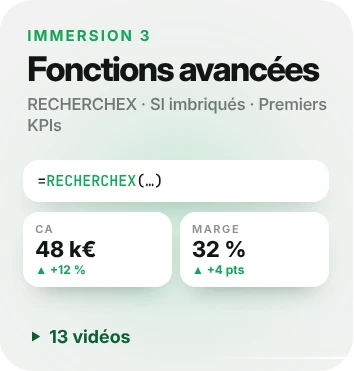 IMMERSION 3
Fonctions avancées
RECHERCHEX · SI imbriqués · Premiers
KPIs
=RECHERCHEX(…)
CA
48 k€
▲ +12 %
MARGE
32 %
▲ +4 pts
▶ 13 vidéos